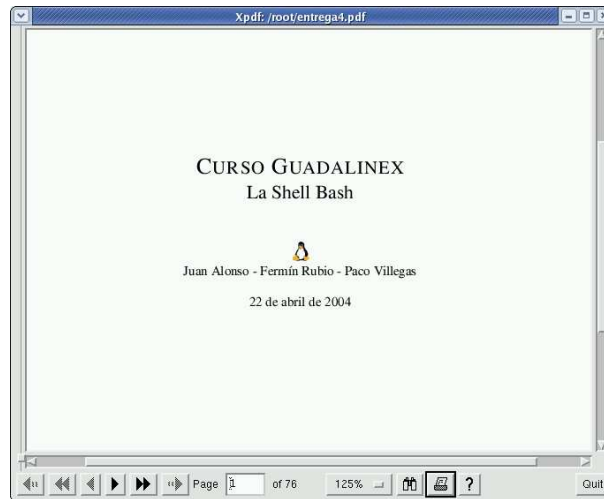 Xpdf: /root/entrega4.pdf
CURSO GUADALINEX
La Shell Bash
Juan Alonso - Fermín Rubio - Paco Villegas
22 de abril de 2004
Page 1 of 76 125% ? Quit